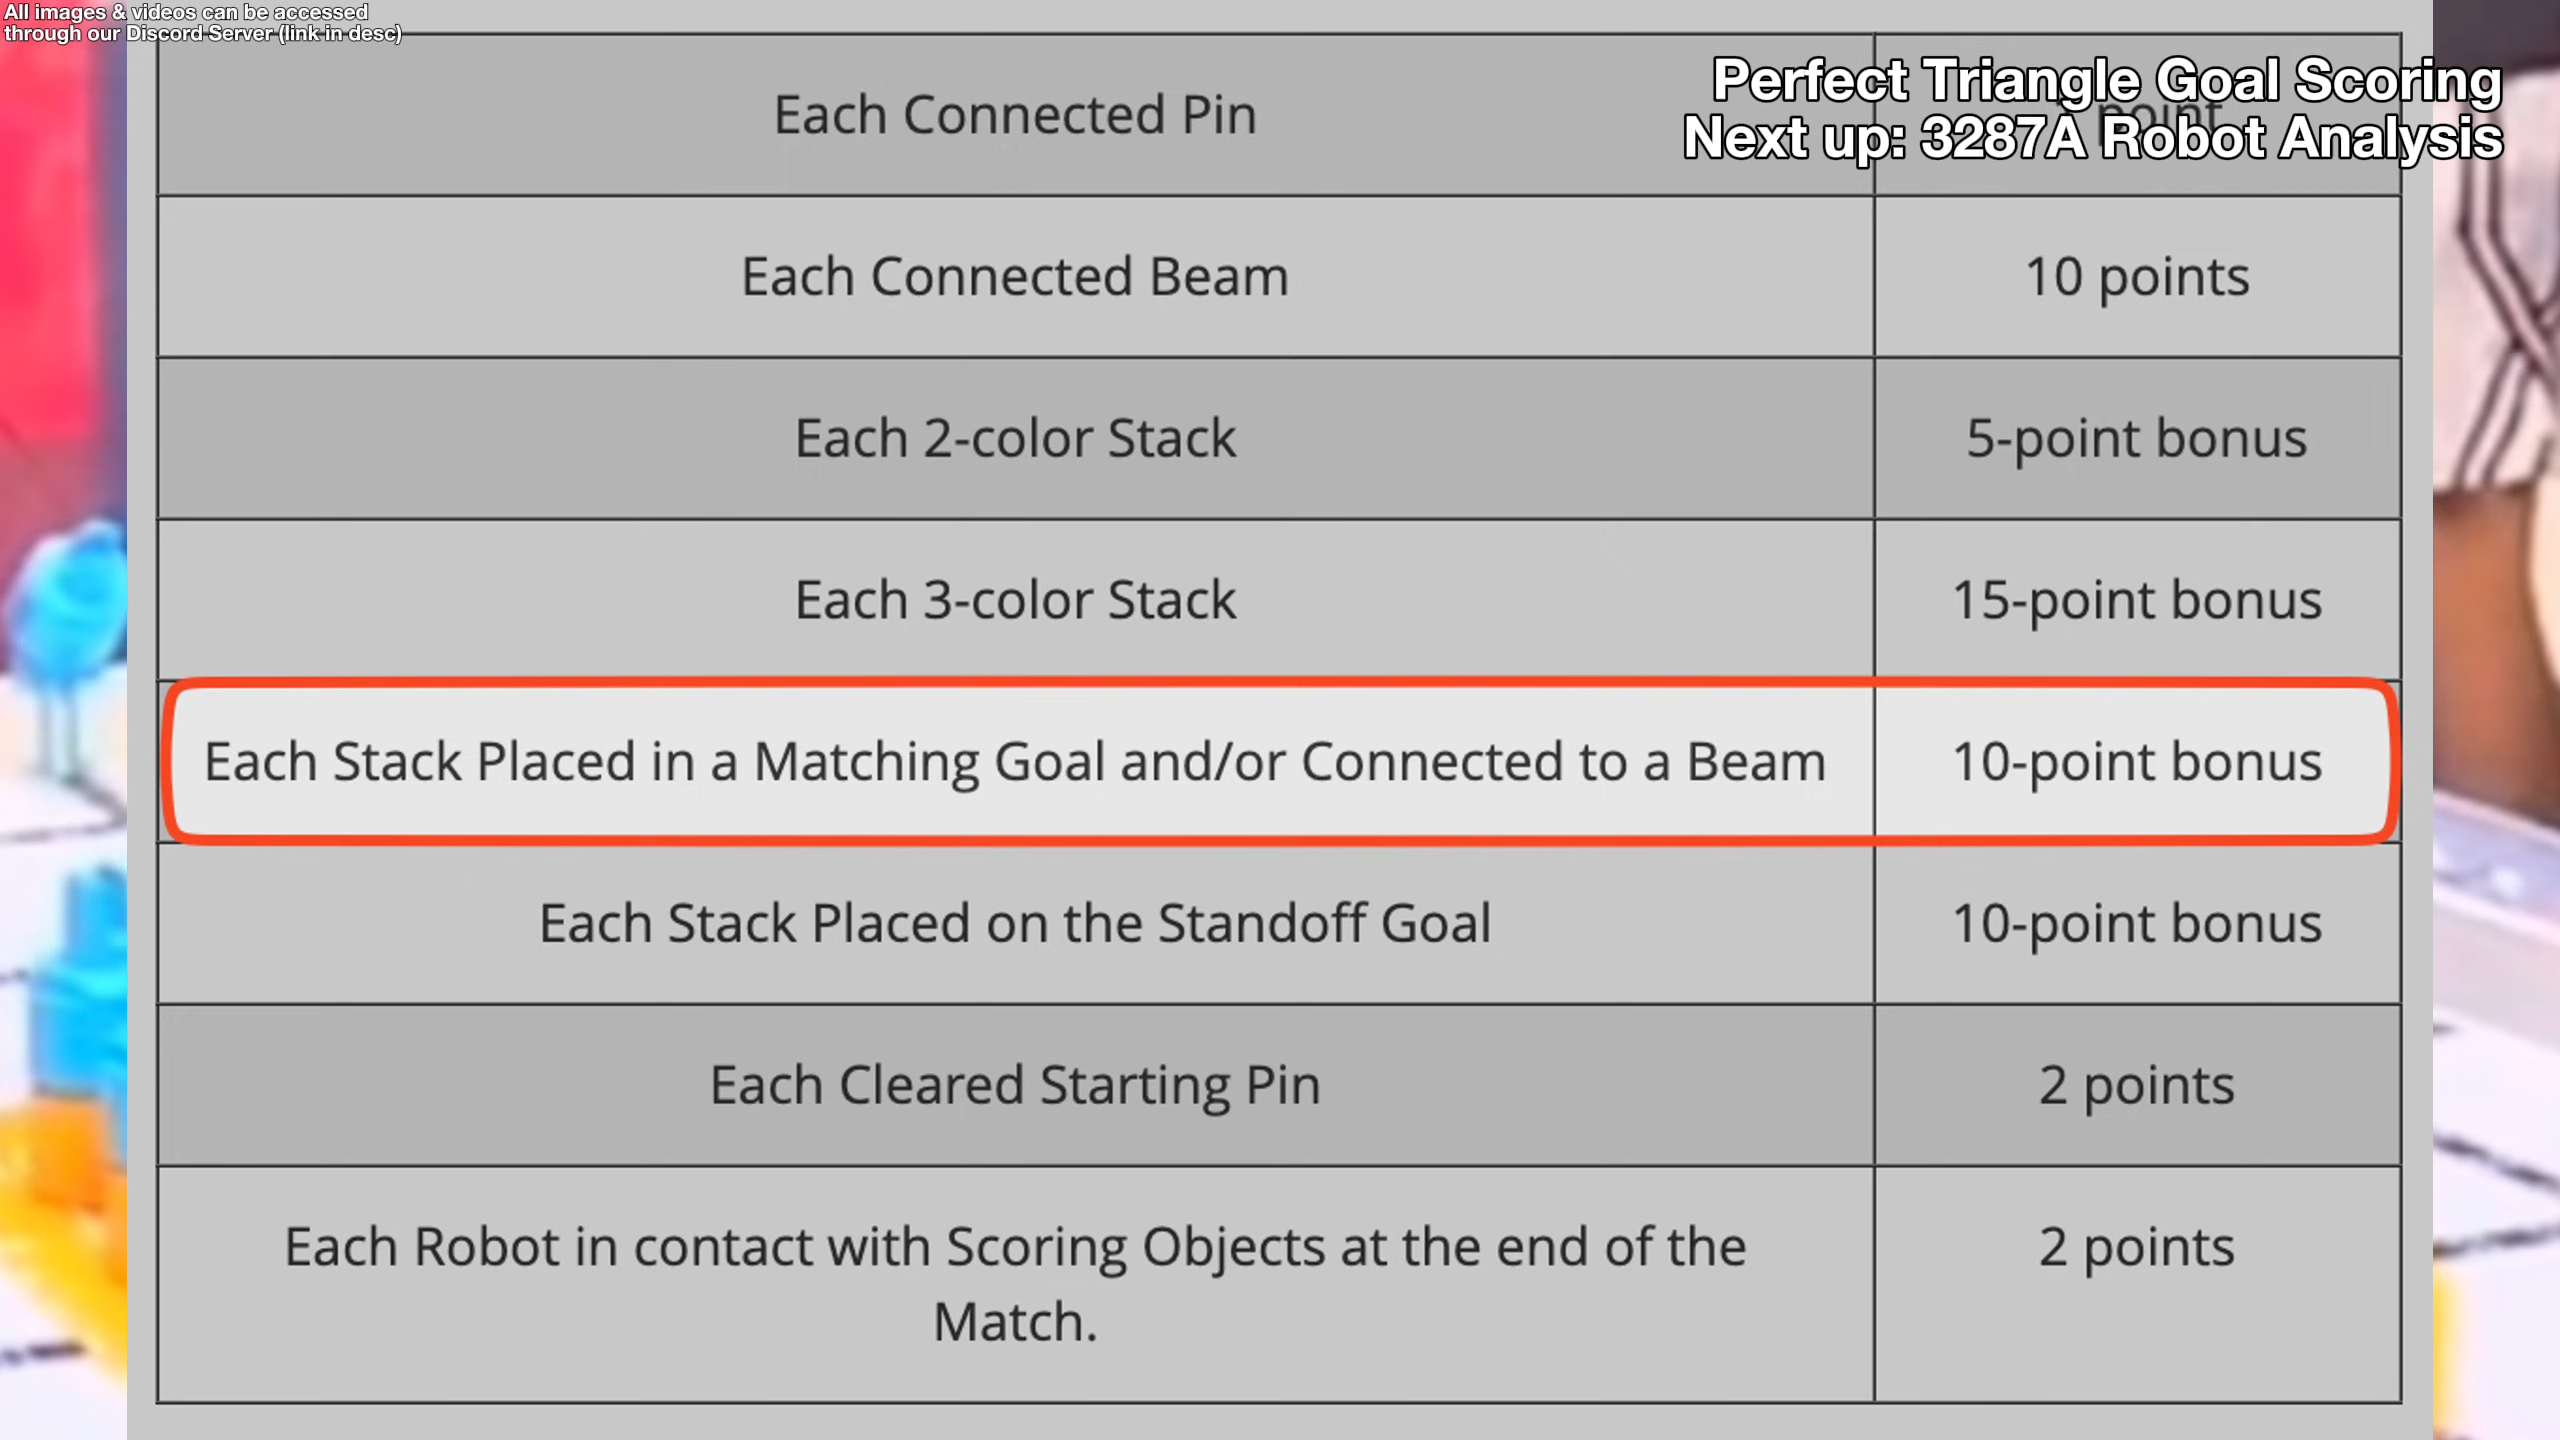 All images & videos can be accessed
through our Discord Server (link in desc)
Perfect Triangle Goal Scoring
Next up: 3287A Robot Analysis
Each Connected Pin
point
Each Connected Beam
10 points
Each 2-color Stack
5-point bonus
Each 3-color Stack
15-point bonus
Each Stack Placed in a Matching Goal and/or Connected to a Beam
10-point bonus
Each Stack Placed on the Standoff Goal
10-point bonus
Each Cleared Starting Pin
2 points
Each Robot in contact with Scoring Objects at the end of the
Match.
2 points